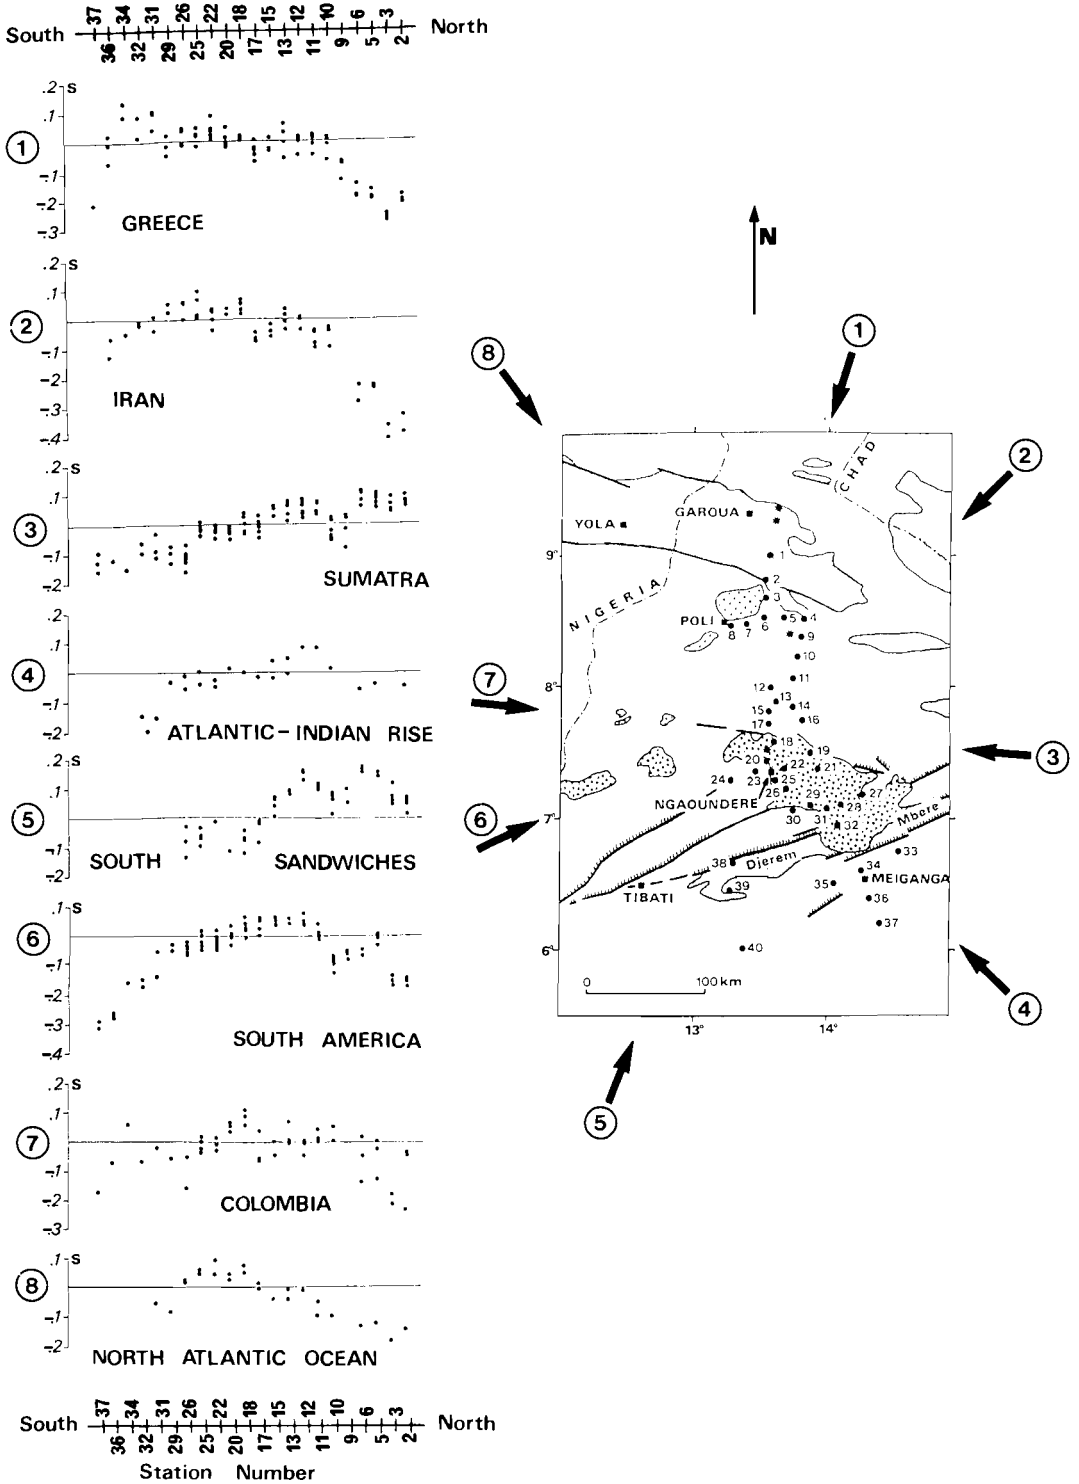 37 34 31 26 22 18 15 12 10 6 3
South North
36 32 29 25 20 17 13 11 9 5 2
.2 s
.1
1
-.1
-.2
-.3
GREECE
.2 s
.1
2
-.1
-.2
-.3
-.4
IRAN
.2 s
.1
3
-.1
-.2
SUMATRA
.2
.1
4
-.1
-.2
ATLANTIC-INDIAN RISE
.2 s
.1
5
-.1
-.2
SOUTH SANDWICHES
.1 s
6
-.1
-.2
-.3
-.4
SOUTH AMERICA
.2 s
.1
7
-.1
-.2
-.3
COLOMBIA
.1 s
8
-.1
-.2
NORTH ATLANTIC OCEAN
37 34 31 26 22 18 15 12 10 6 3
South North
36 32 29 25 20 17 13 11 9 5 2
Station Number
N
1
8
2
7
3
6
4
5
CHAD
GAROUA
YOLA
NIGERIA
POLI
NGAOUNDERE
Djerem
Mbere
TIBATI
MEIGANGA
9°
8°
7°
6°
1
2
3
4
5
6
7
8
9
10
11
12
13
14
15
16
17
18
19
20
21
22
23
24
25
26
27
28
29
30
31
32
33
34
35
36
37
38
39
40
0 100 km
13° 14°